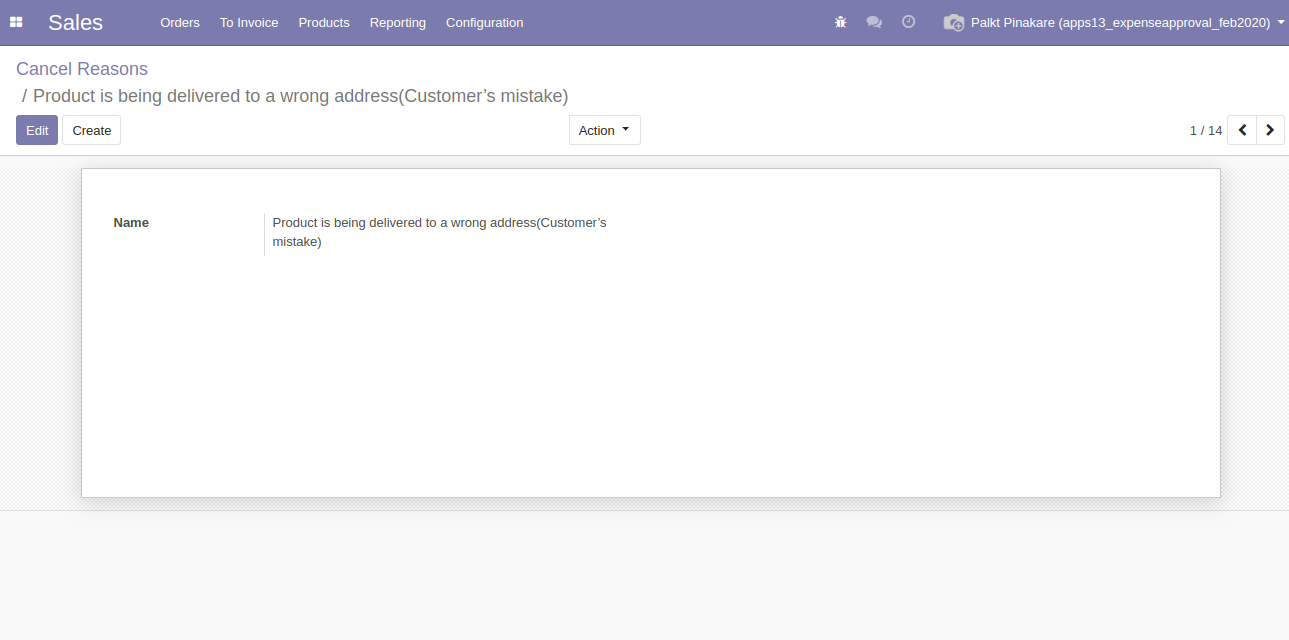 Sales Orders To Invoice Products Reporting Configuration Palkt Pinakare (apps13_expenseapproval_feb2020)
Cancel Reasons
/ Product is being delivered to a wrong address(Customer’s mistake)
Edit Create Action 1 / 14
Name Product is being delivered to a wrong address(Customer’s
mistake)